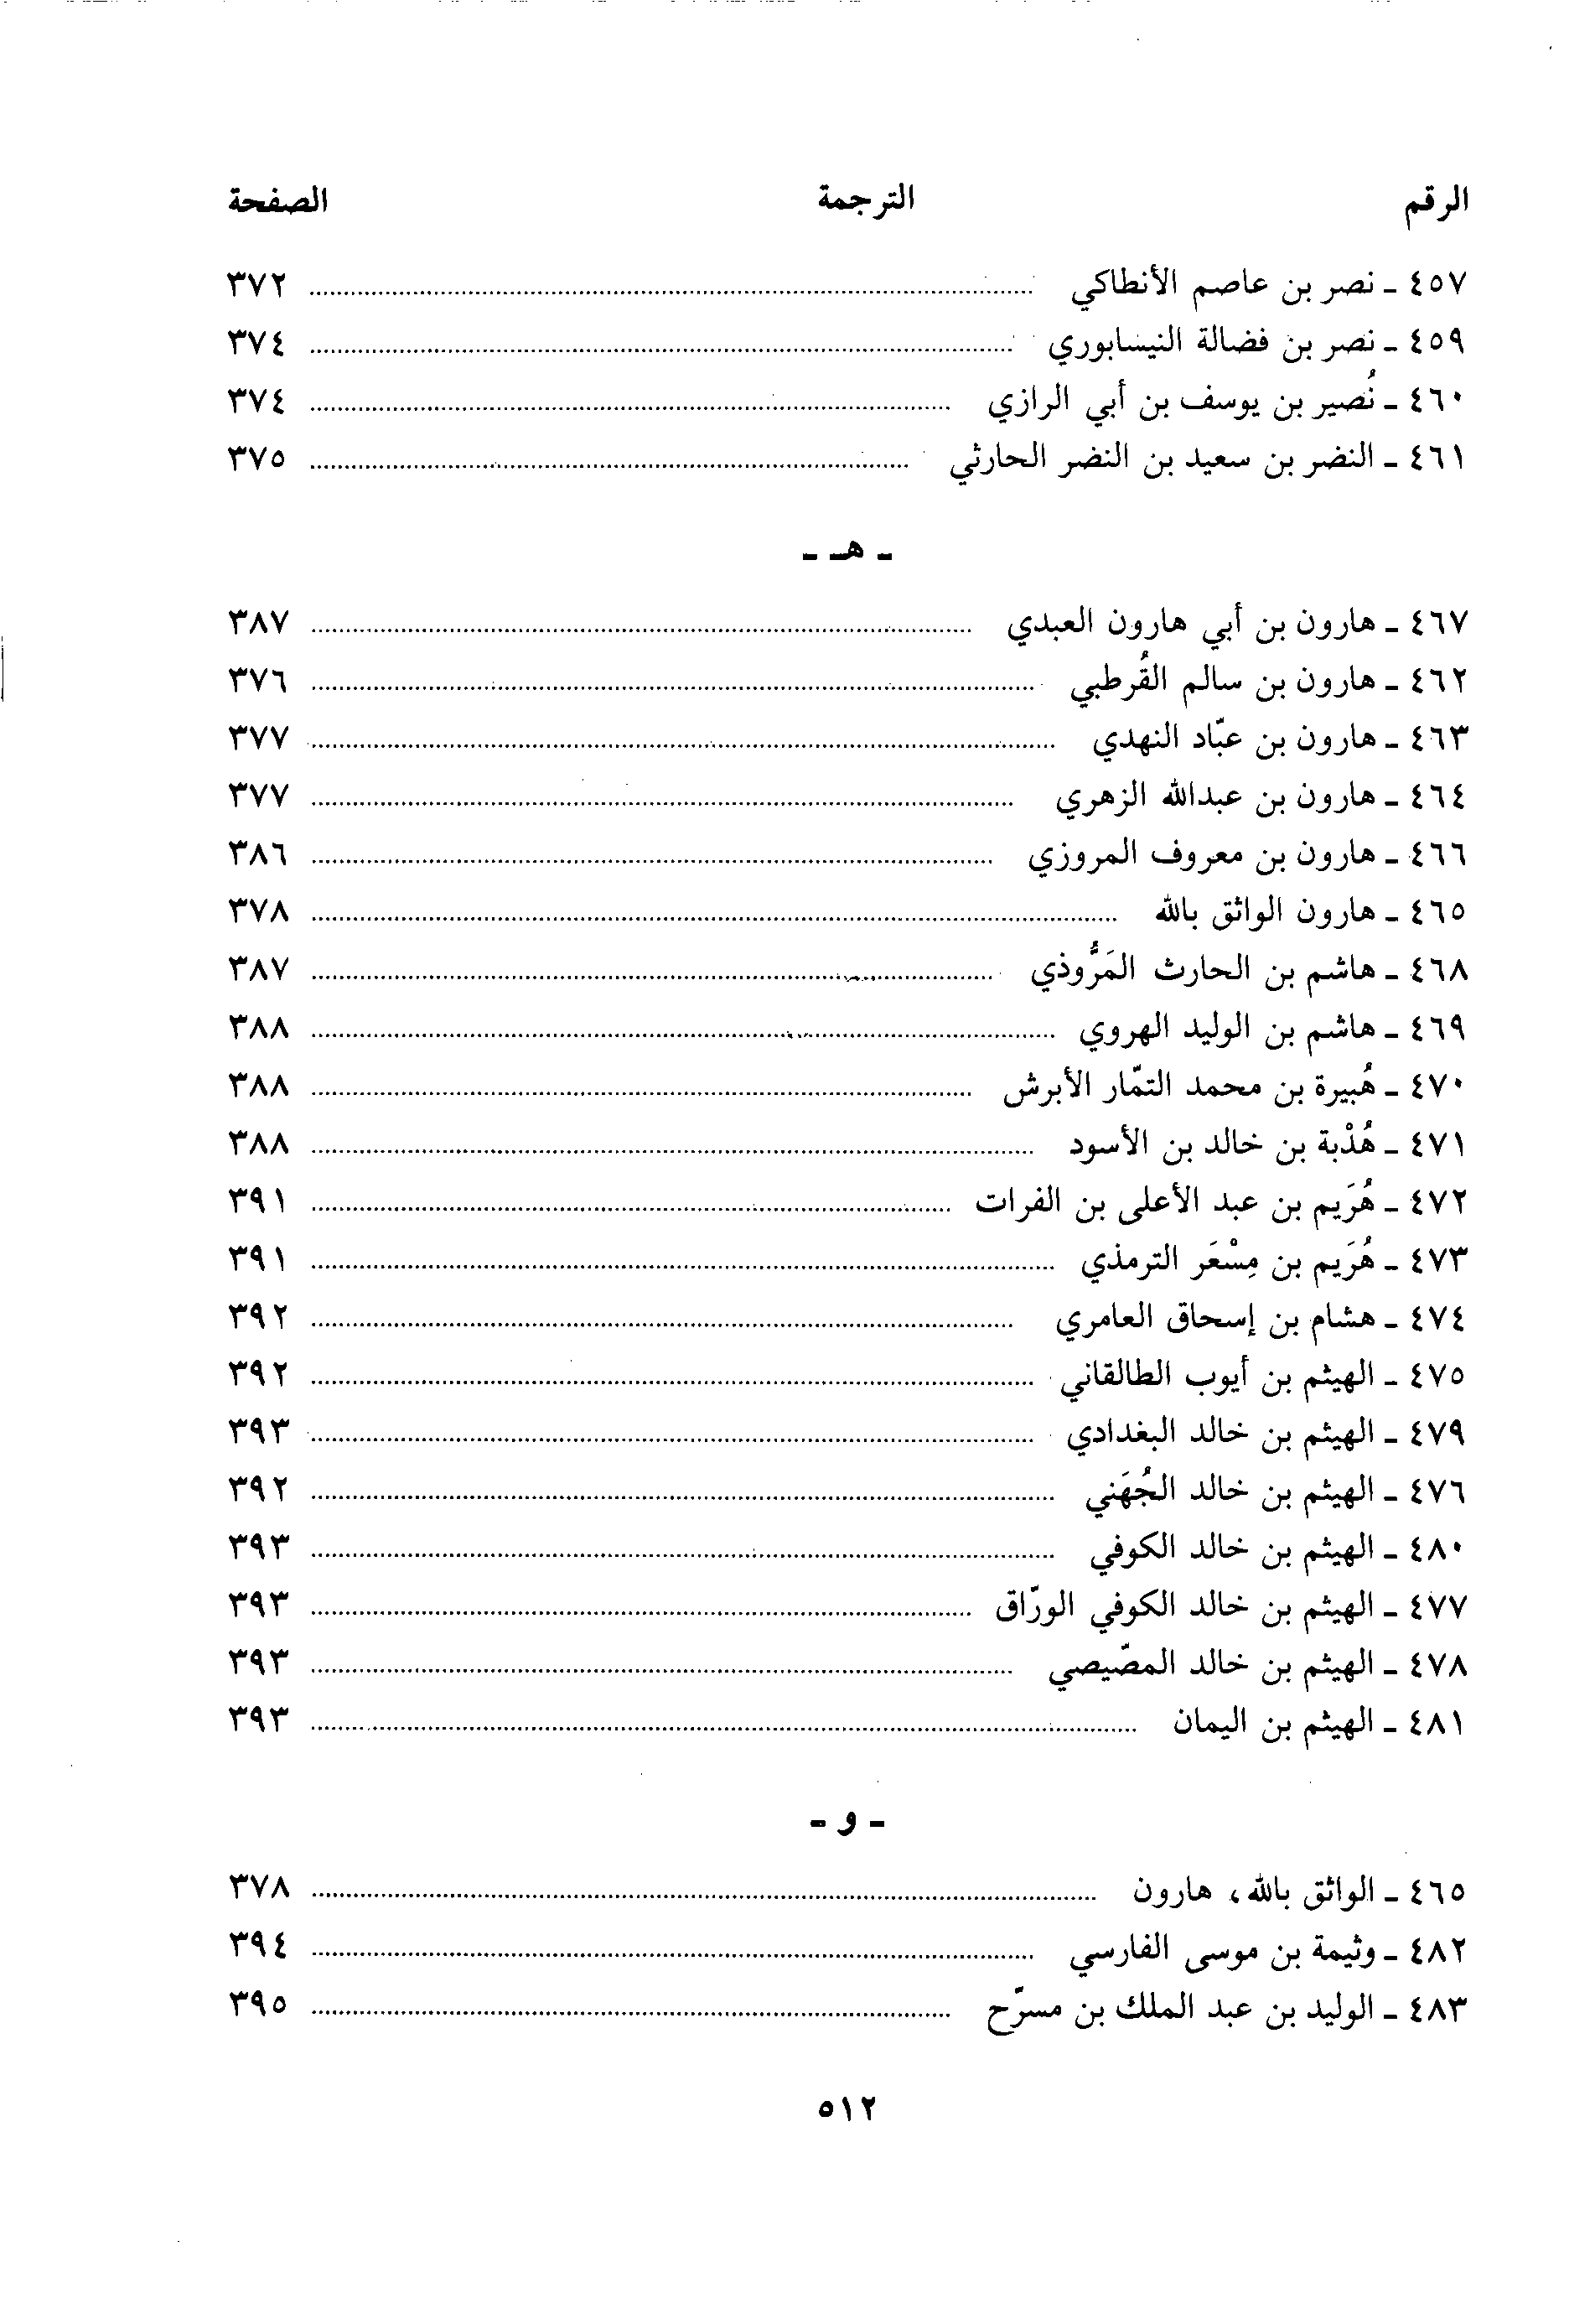 الرقم الترجمة الصفحة
٤٥٧ ـ نصر بن عاصم الأنطاكي ........ ٣٧٢
٤٥٩ ـ نصر بن فضالة النيسابوري ........ ٣٧٤
٤٦٠ ـ نُصير بن يوسف بن أبي الرازي ........ ٣٧٤
٤٦١ ـ النضر بن سعيد بن النضر الحارثي ........ ٣٧٥
ـ هـ ـ
٤٦٧ ـ هارون بن أبي هارون العبدي ........ ٣٨٧
٤٦٢ ـ هارون بن سالم القُرطبي ........ ٣٧٦
٤٦٣ ـ هارون بن عبّاد النهدي ........ ٣٧٧
٤٦٤ ـ هارون بن عبدالله الزهري ........ ٣٧٧
٤٦٦ ـ هارون بن معروف المروزي ........ ٣٨٦
٤٦٥ ـ هارون الواثق بالله ........ ٣٧٨
٤٦٨ ـ هاشم بن الحارث المَرُّوذي ........ ٣٨٧
٤٦٩ ـ هاشم بن الوليد الهروي ........ ٣٨٨
٤٧٠ ـ هُبيرة بن محمد التمّار الأبرش ........ ٣٨٨
٤٧١ ـ هُدْبة بن خالد بن الأسود ........ ٣٨٨
٤٧٢ ـ هُرَيم بن عبد الأعلى بن الفرات ........ ٣٩١
٤٧٣ ـ هُرَيم بن مِسْعَر الترمذي ........ ٣٩١
٤٧٤ ـ هشام بن إسحاق العامري ........ ٣٩٢
٤٧٥ ـ الهيثم بن أيوب الطالقاني ........ ٣٩٢
٤٧٩ ـ الهيثم بن خالد البغدادي ........ ٣٩٣
٤٧٦ ـ الهيثم بن خالد الجُهَني ........ ٣٩٢
٤٨٠ ـ الهيثم بن خالد الكوفي ........ ٣٩٣
٤٧٧ ـ الهيثم بن خالد الكوفي الورّاق ........ ٣٩٣
٤٧٨ ـ الهيثم بن خالد المصّيصي ........ ٣٩٣
٤٨١ ـ الهيثم بن اليمان ........ ٣٩٣
ـ و ـ
٤٦٥ ـ الواثق بالله، هارون ........ ٣٧٨
٤٨٢ ـ وثيمة بن موسى الفارسي ........ ٣٩٤
٤٨٣ ـ الوليد بن عبد الملك بن مسرّح ........ ٣٩٥
٥١٢